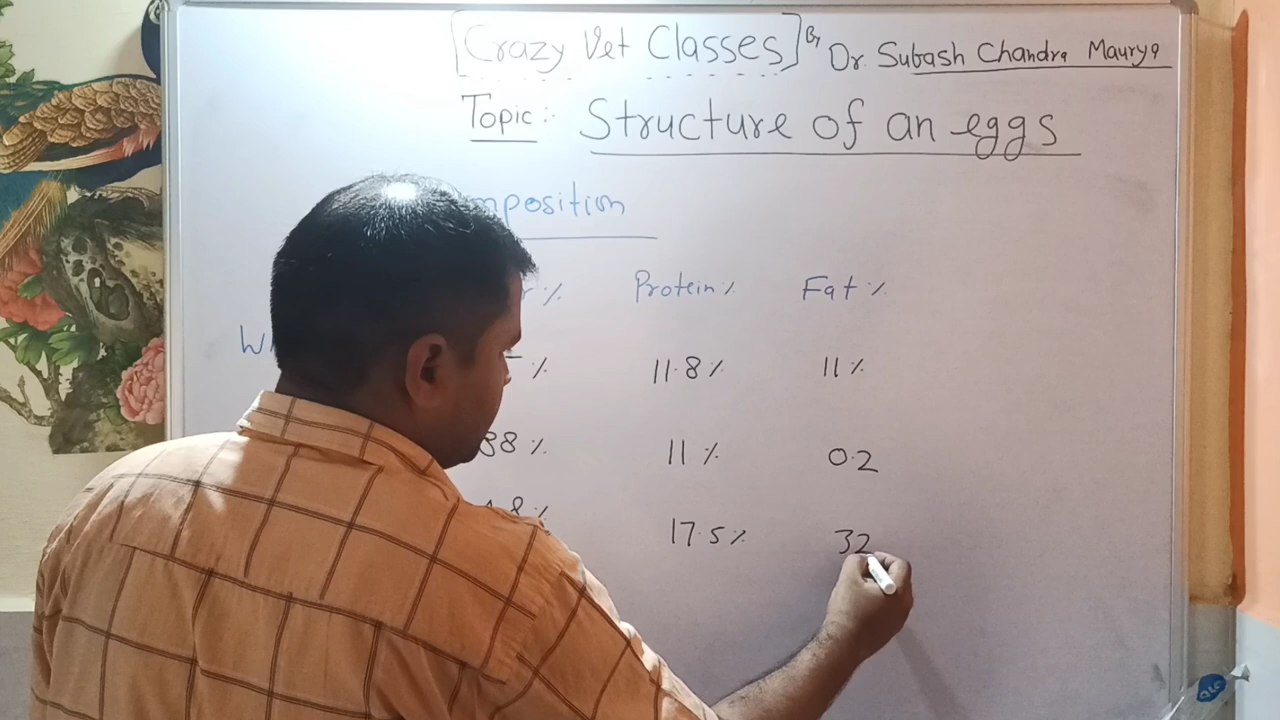 [Crazy Vet Classes] By Dr. Subash Chandra Maurya
Topic :- Structure of an eggs
mposition
r % Protein % Fat %
% 11.8 % 11 %
88 % 11 % 0.2
8 % 17.5 % 32